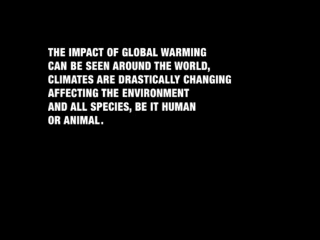 THE IMPACT OF GLOBAL WARMING
CAN BE SEEN AROUND THE WORLD,
CLIMATES ARE DRASTICALLY CHANGING
AFFECTING THE ENVIRONMENT
AND ALL SPECIES, BE IT HUMAN
OR ANIMAL.